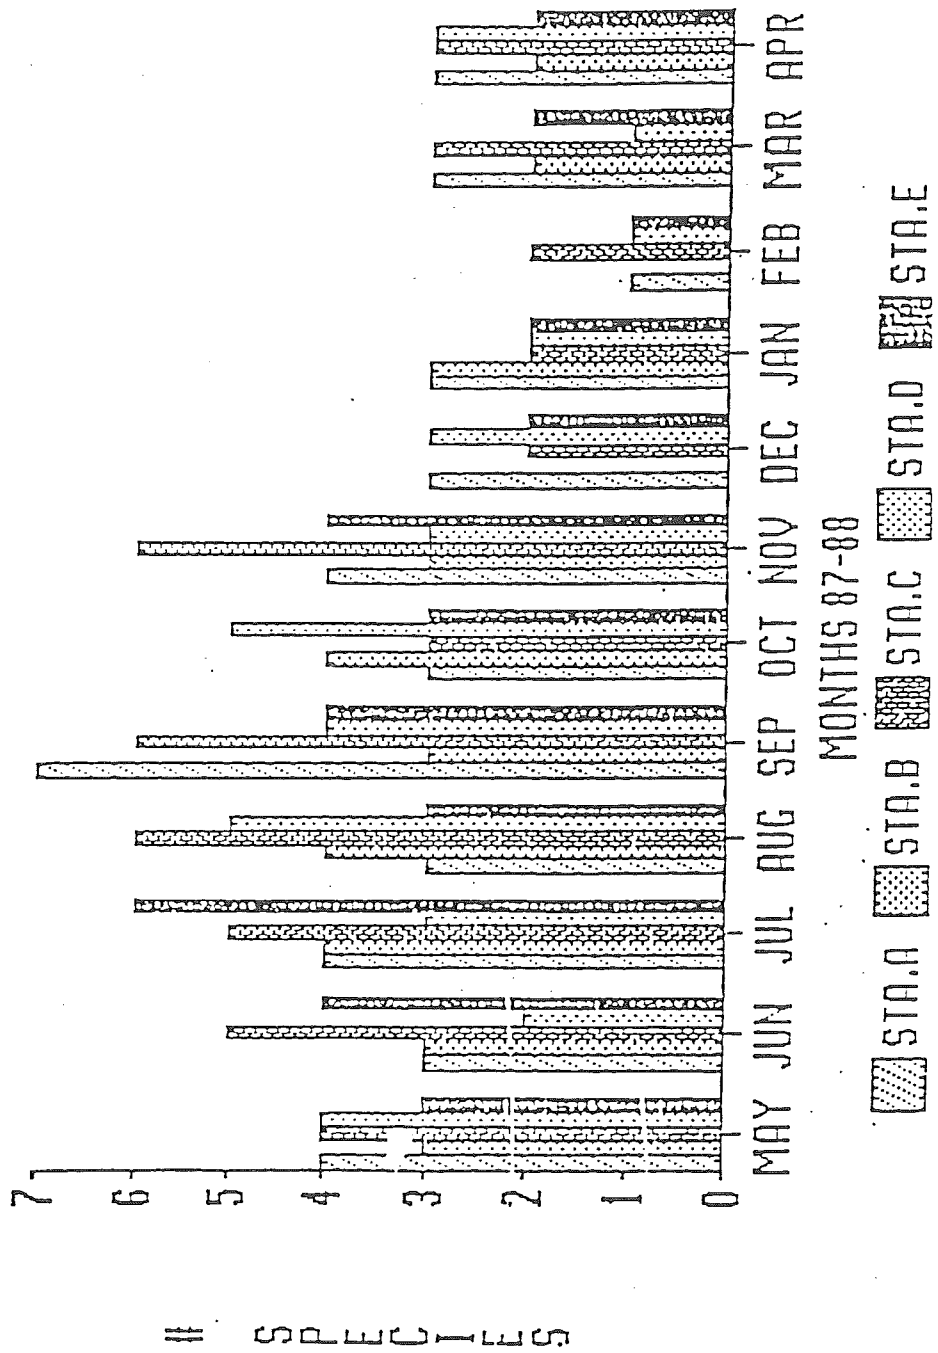 # SPECIES
7
6
5
4
3
2
1
0
MAY JUN JUL AUG SEP OCT NOV DEC JAN FEB MAR APR
MONTHS 87-88
STA.A STA.B STA.C STA.D STA.E